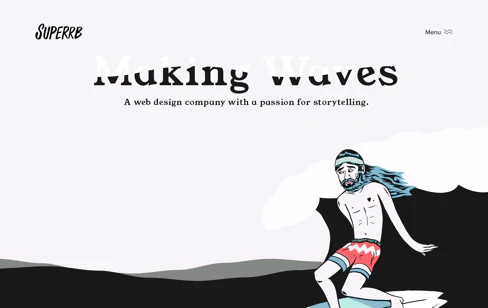 SUPERRB
Menu
Making Waves
A web design company with a passion for storytelling.